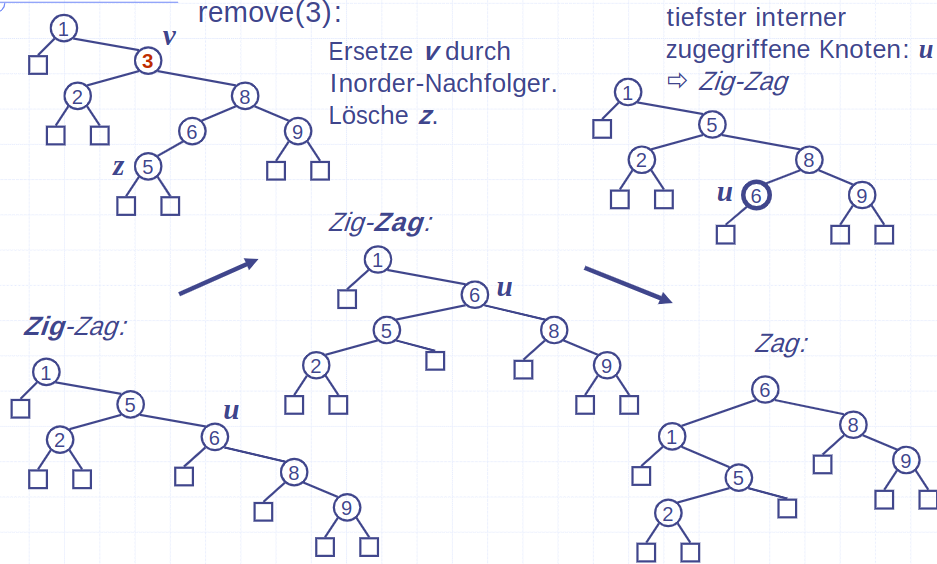 remove(3):
Ersetze v durch
Inorder-Nachfolger.
Lösche z.
1
v
3
2
8
6
9
z
5
tiefster interner
zugegriffener Knoten: u
⇨ Zig-Zag
1
5
2
8
u
6
9
Zig-Zag:
1
6
u
5
8
2
9
Zig-Zag:
1
5
u
2
6
8
9
Zag:
6
1
8
5
9
2